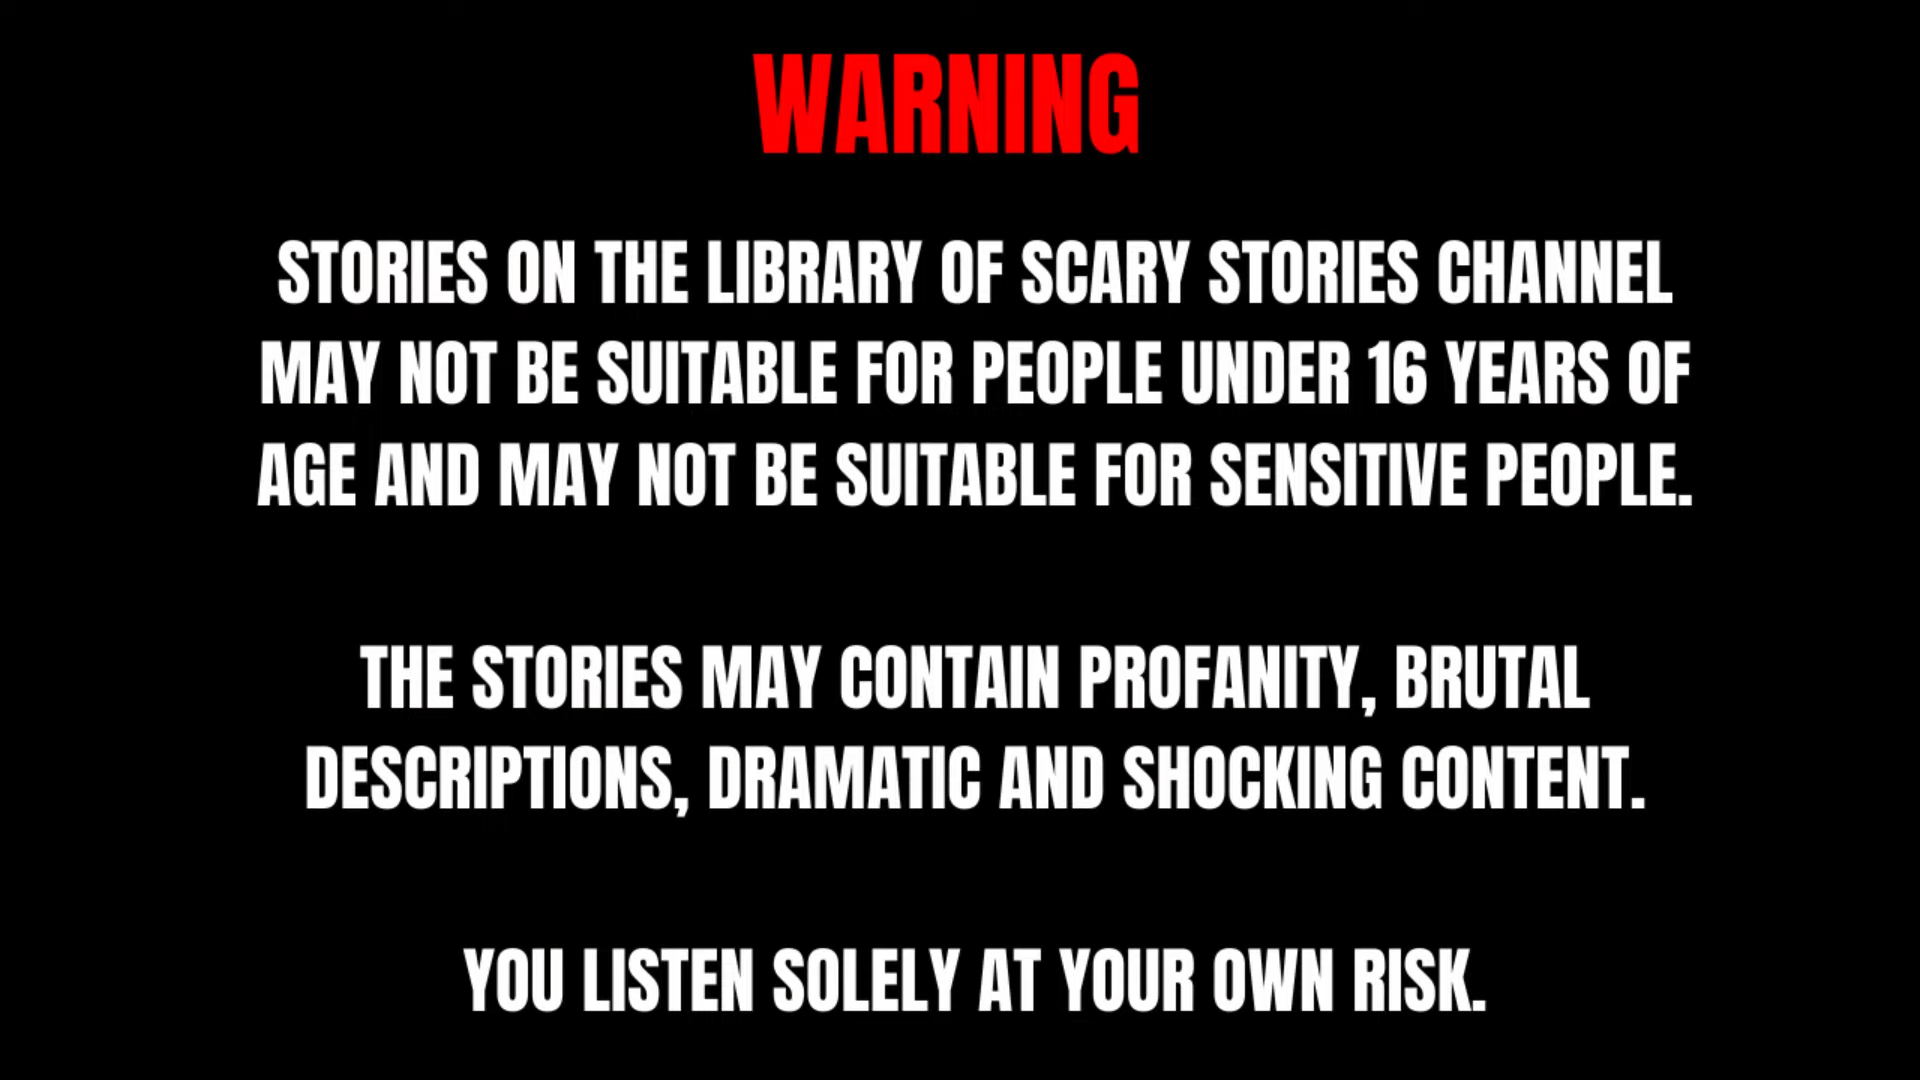 WARNING
STORIES ON THE LIBRARY OF SCARY STORIES CHANNEL
MAY NOT BE SUITABLE FOR PEOPLE UNDER 16 YEARS OF
AGE AND MAY NOT BE SUITABLE FOR SENSITIVE PEOPLE.
THE STORIES MAY CONTAIN PROFANITY, BRUTAL
DESCRIPTIONS, DRAMATIC AND SHOCKING CONTENT.
YOU LISTEN SOLELY AT YOUR OWN RISK.